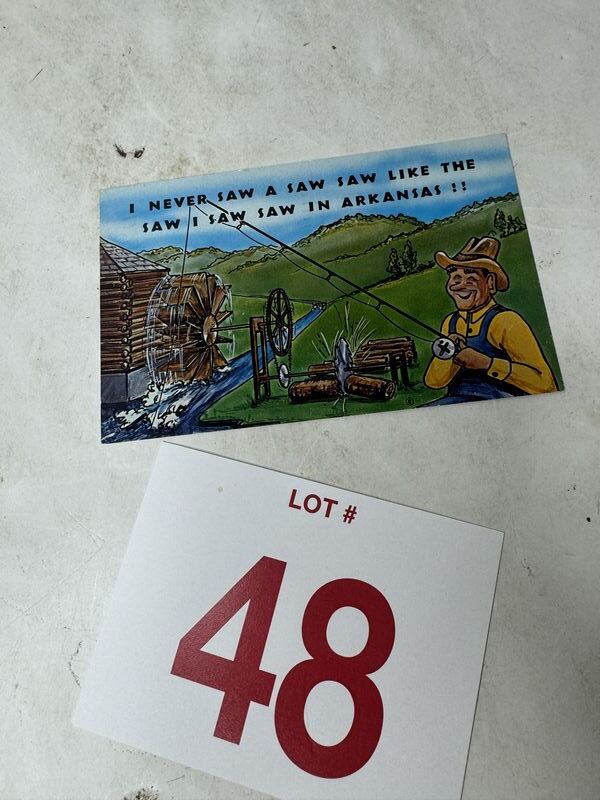 I NEVER SAW A SAW SAW LIKE THE
SAW I SAW SAW IN ARKANSAS !!
LOT #
48